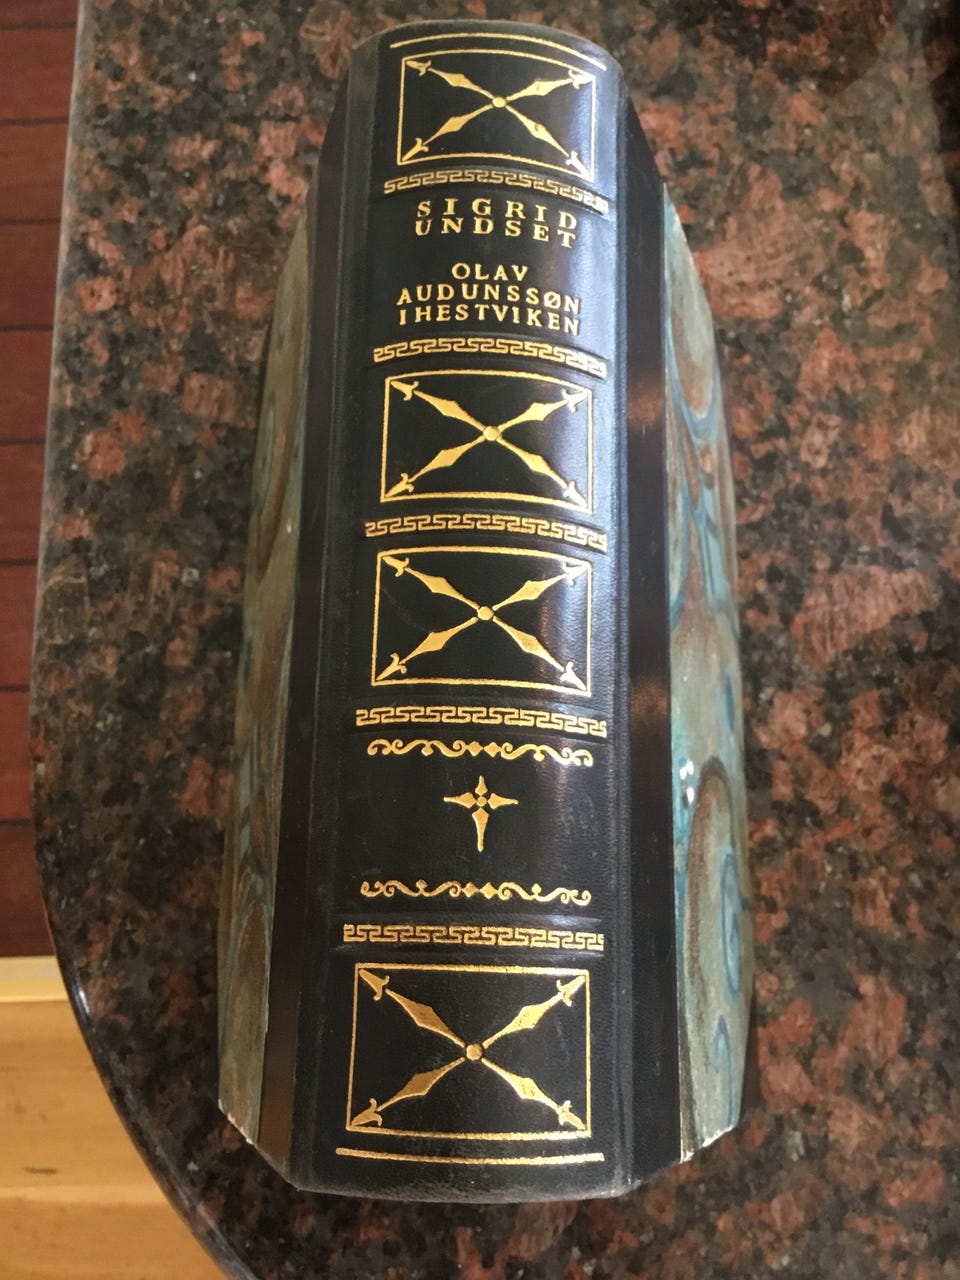 SIGRID
UNDSET
OLAV
AUDUNSSØN
I HESTVIKEN